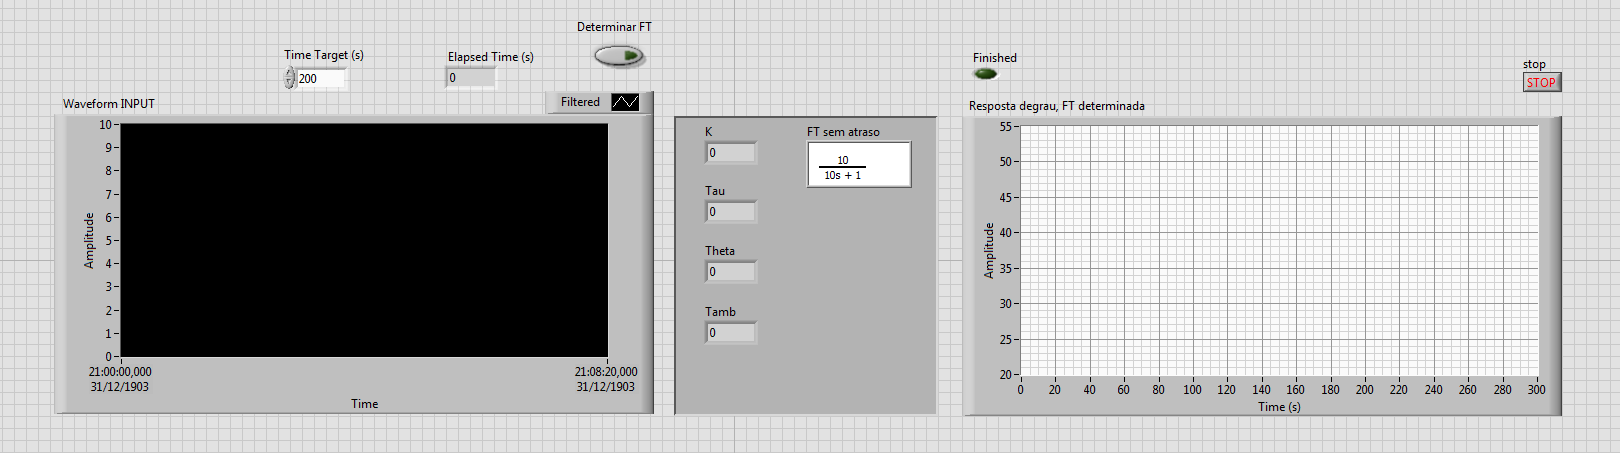 Determinar FT
Time Target (s)
200
Elapsed Time (s)
0
Finished
stop
STOP
Waveform INPUT
Filtered
10
9
8
7
6
5
4
3
2
1
0
Amplitude
21:00:00,000
31/12/1903
21:08:20,000
31/12/1903
Time
K
0
Tau
0
Theta
0
Tamb
0
FT sem atraso
10
10s + 1
Resposta degrau, FT determinada
55
50
45
40
35
30
25
20
Amplitude
0 20 40 60 80 100 120 140 160 180 200 220 240 260 280 300
Time (s)